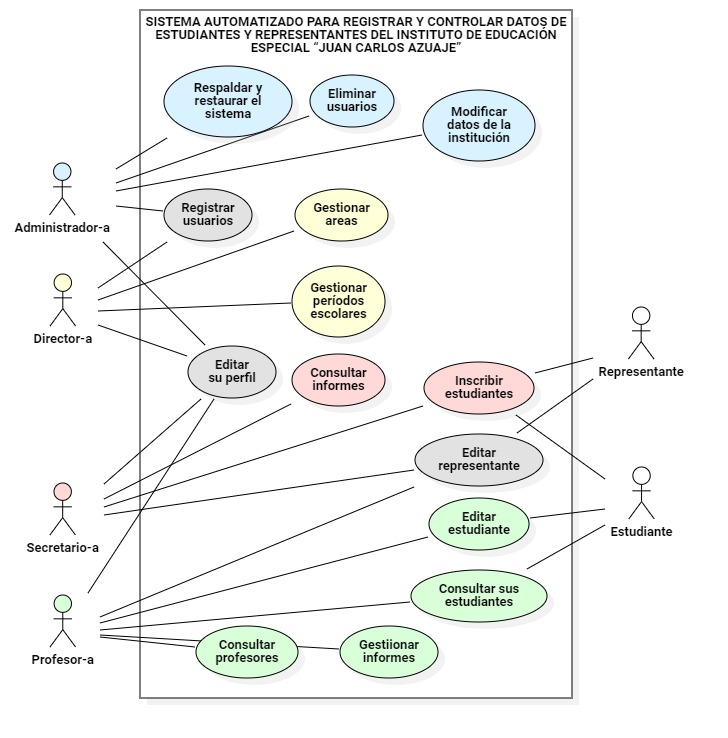 SISTEMA AUTOMATIZADO PARA REGISTRAR Y CONTROLAR DATOS DE
ESTUDIANTES Y REPRESENTANTES DEL INSTITUTO DE EDUCACIÓN
ESPECIAL “JUAN CARLOS AZUAJE”
Respaldar y
restaurar el
sistema
Eliminar
usuarios
Modificar
datos de la
institución
Administrador-a
Registrar
usuarios
Gestionar
areas
Director-a
Gestionar
períodos
escolares
Representante
Editar
su perfil
Consultar
informes
Inscribir
estudiantes
Editar
representante
Secretario-a
Editar
estudiante
Estudiante
Consultar sus
estudiantes
Profesor-a
Consultar
profesores
Gestiionar
informes